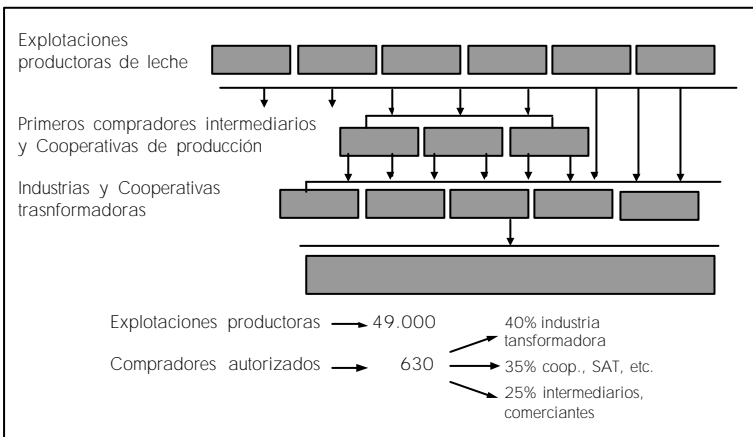 Explotaciones
productoras de leche
Primeros compradores intermediarios
y Cooperativas de producción
Industrias y Cooperativas
trasnformadoras
Explotaciones productoras 49.000
Compradores autorizados 630
40% industria
tansformadora
35% coop., SAT, etc.
25% intermediarios,
comerciantes